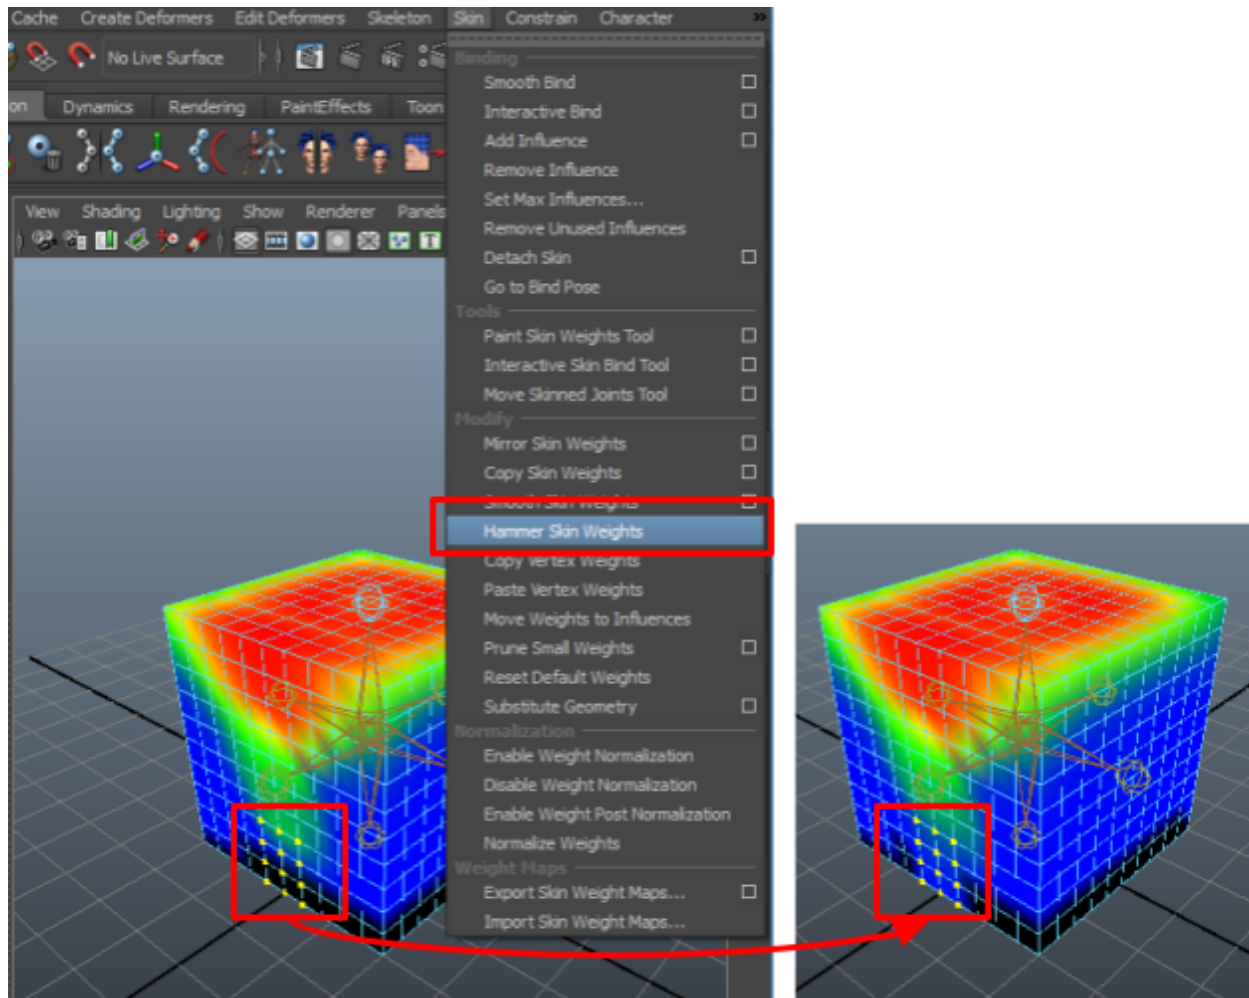 Cache Create Deformers Edit Deformers Skeleton Skin Constrain Character »
No Live Surface
on Dynamics Rendering PaintEffects Toon
View Shading Lighting Show Renderer Panels
Binding
Smooth Bind
Interactive Bind
Add Influence
Remove Influence
Set Max Influences...
Remove Unused Influences
Detach Skin
Go to Bind Pose
Tools
Paint Skin Weights Tool
Interactive Skin Bind Tool
Move Skinned Joints Tool
Modify
Mirror Skin Weights
Copy Skin Weights
Smooth Skin Weights
Hammer Skin Weights
Copy Vertex Weights
Paste Vertex Weights
Move Weights to Influences
Prune Small Weights
Reset Default Weights
Substitute Geometry
Normalization
Enable Weight Normalization
Disable Weight Normalization
Enable Weight Post Normalization
Normalize Weights
Weight Maps
Export Skin Weight Maps...
Import Skin Weight Maps...